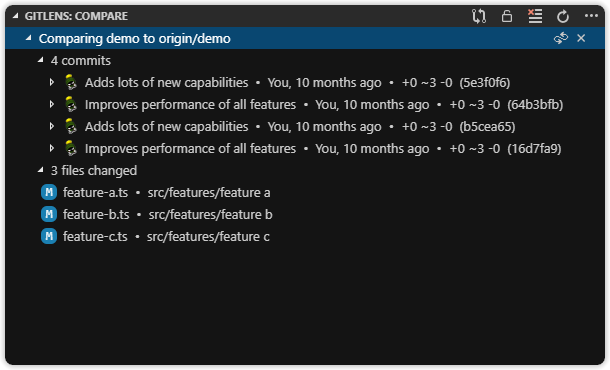 GITLENS: COMPARE
Comparing demo to origin/demo
4 commits
Adds lots of new capabilities • You, 10 months ago • +0 ~3 -0 (5e3f0f6)
Improves performance of all features • You, 10 months ago • +0 ~3 -0 (64b3bfb)
Adds lots of new capabilities • You, 10 months ago • +0 ~3 -0 (b5cea65)
Improves performance of all features • You, 10 months ago • +0 ~3 -0 (16d7fa9)
3 files changed
M feature-a.ts • src/features/feature a
M feature-b.ts • src/features/feature b
M feature-c.ts • src/features/feature c